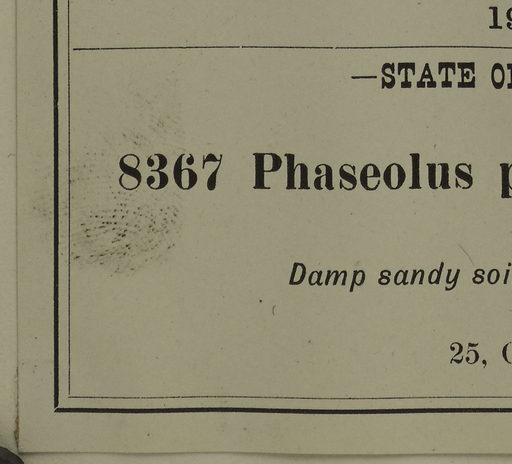 19
—STATE O
8367 Phaseolus p
Damp sandy soi
25, O